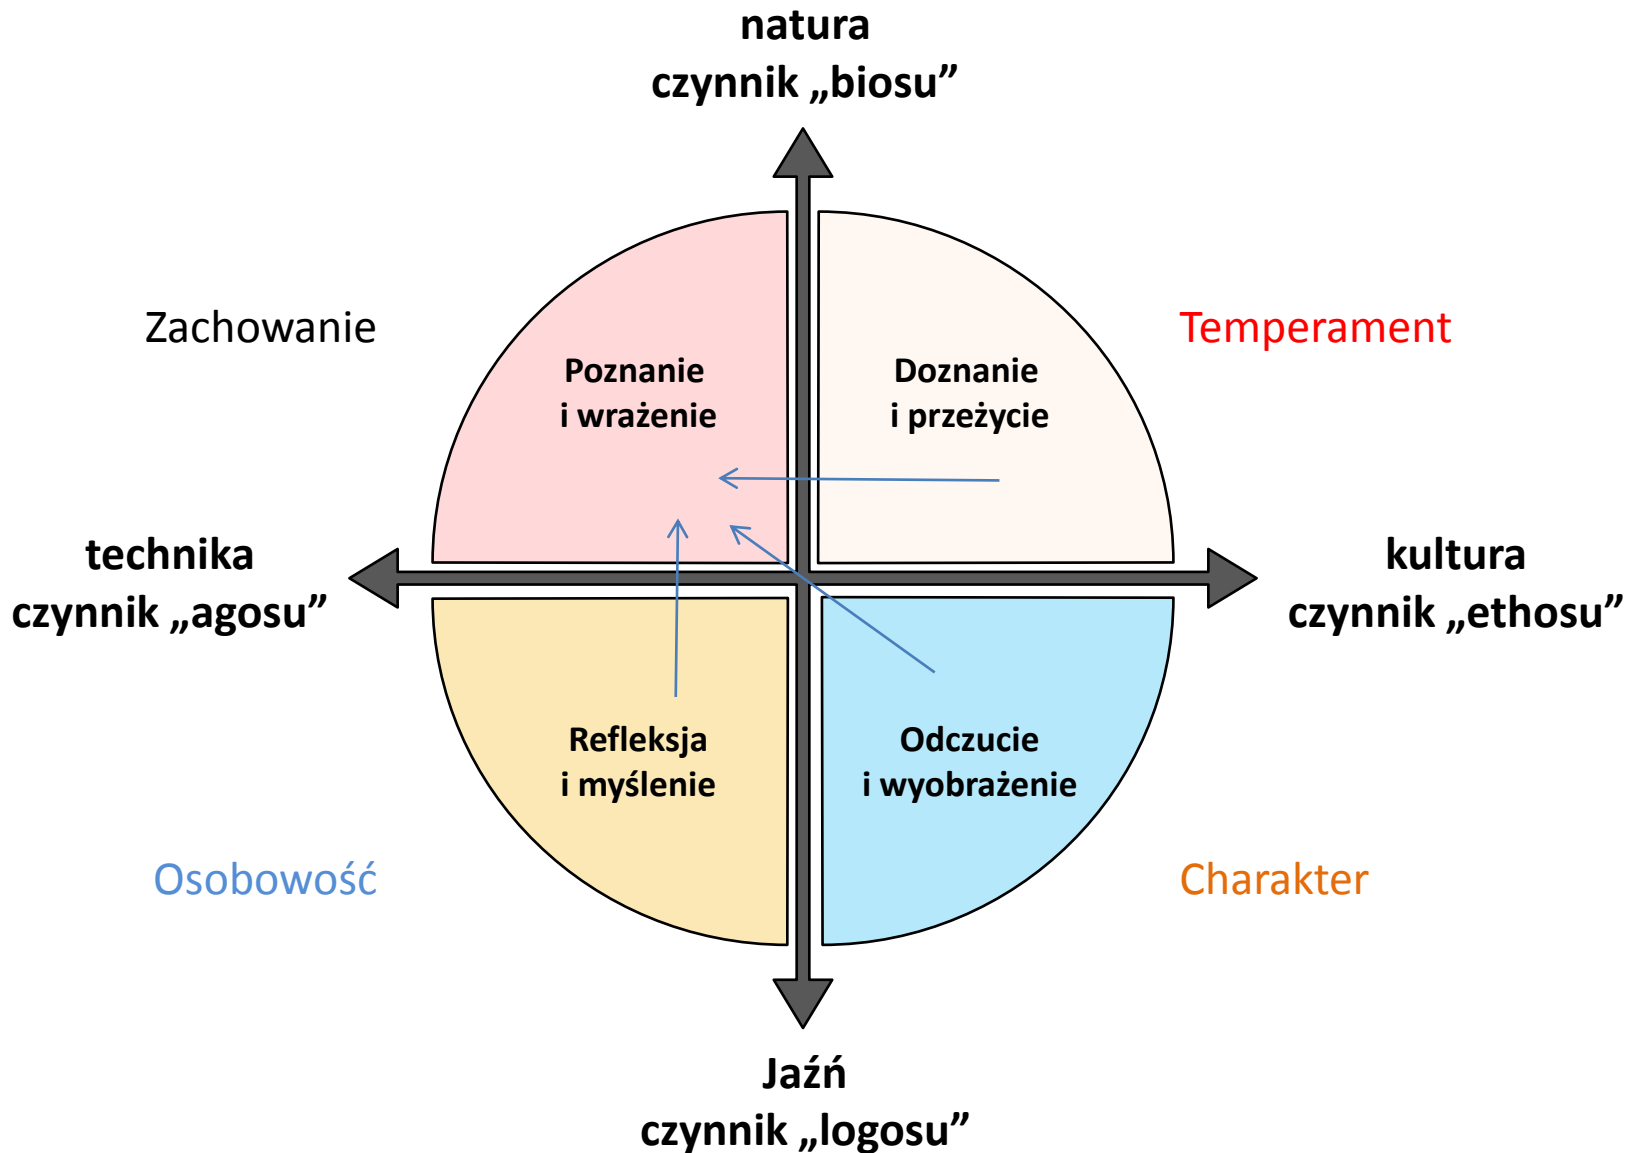 natura
czynnik „biosu”
Zachowanie
Temperament
Poznanie
i wrażenie
Doznanie
i przeżycie
technika
czynnik „agosu”
kultura
czynnik „ethosu”
Refleksja
i myślenie
Odczucie
i wyobrażenie
Osobowość
Charakter
Jaźń
czynnik „logosu”